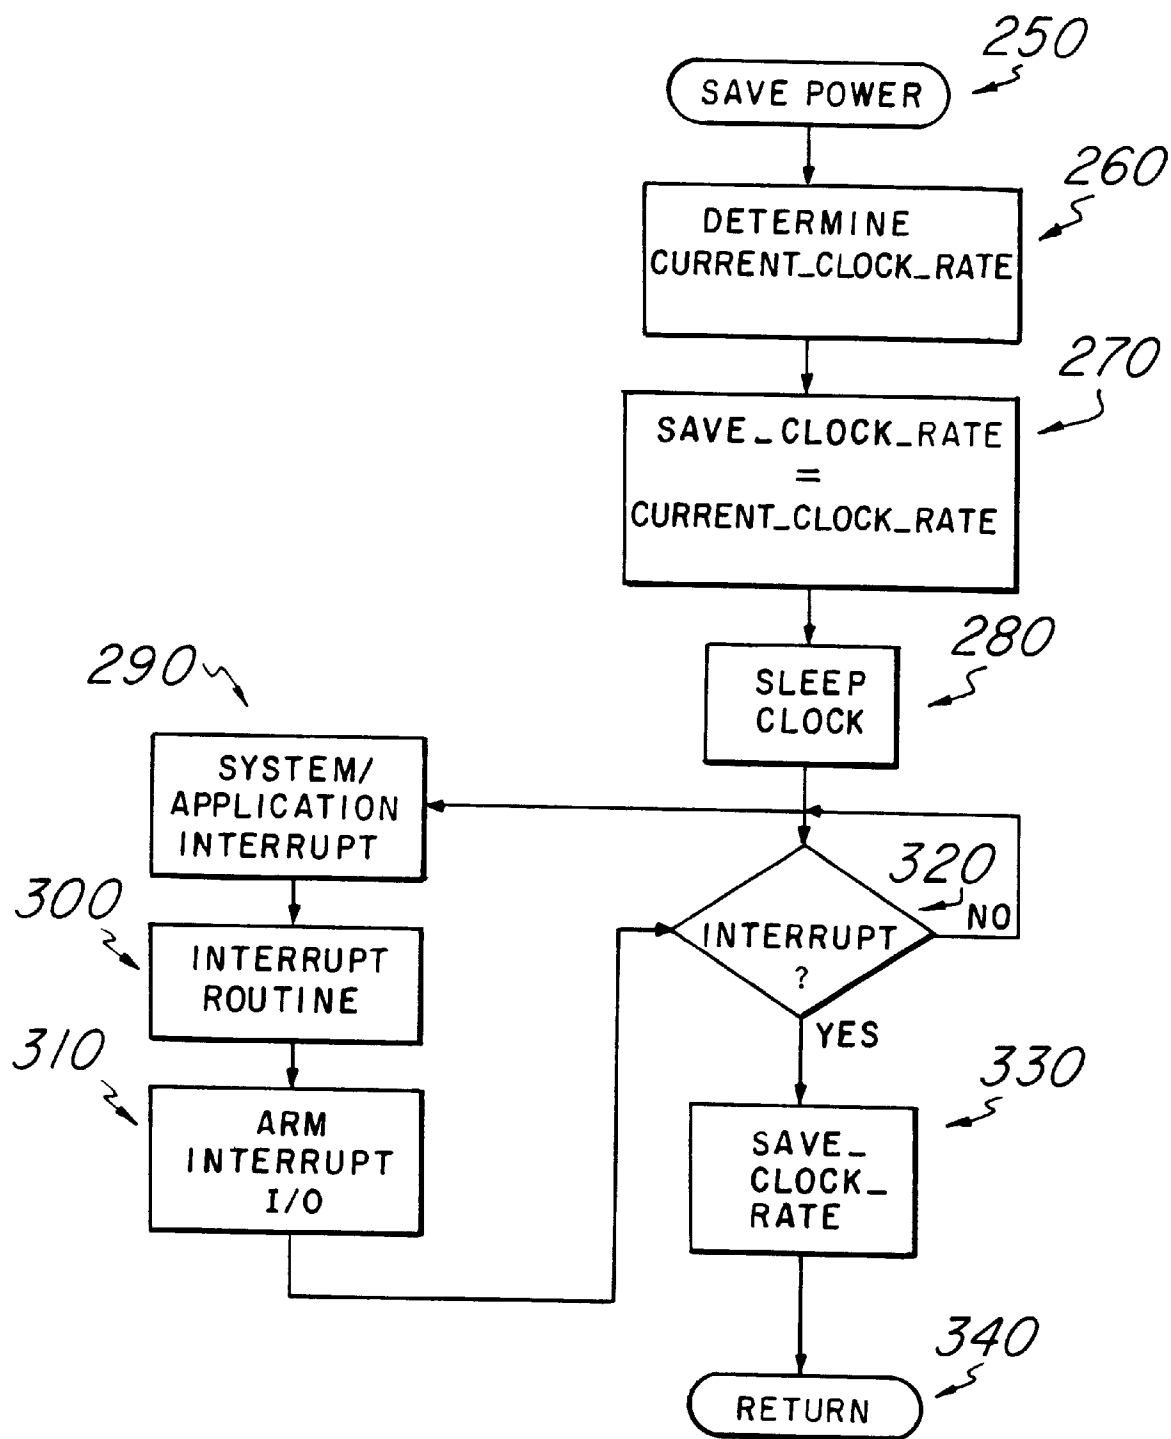 250
SAVE POWER
260
DETERMINE
CURRENT_CLOCK_RATE
270
SAVE_CLOCK_RATE
=
CURRENT_CLOCK_RATE
280
SLEEP
CLOCK
290
SYSTEM/
APPLICATION
INTERRUPT
300
INTERRUPT
ROUTINE
310
ARM
INTERRUPT
I/O
320
NO
INTERRUPT
?
YES
330
SAVE_
CLOCK_
RATE
340
RETURN